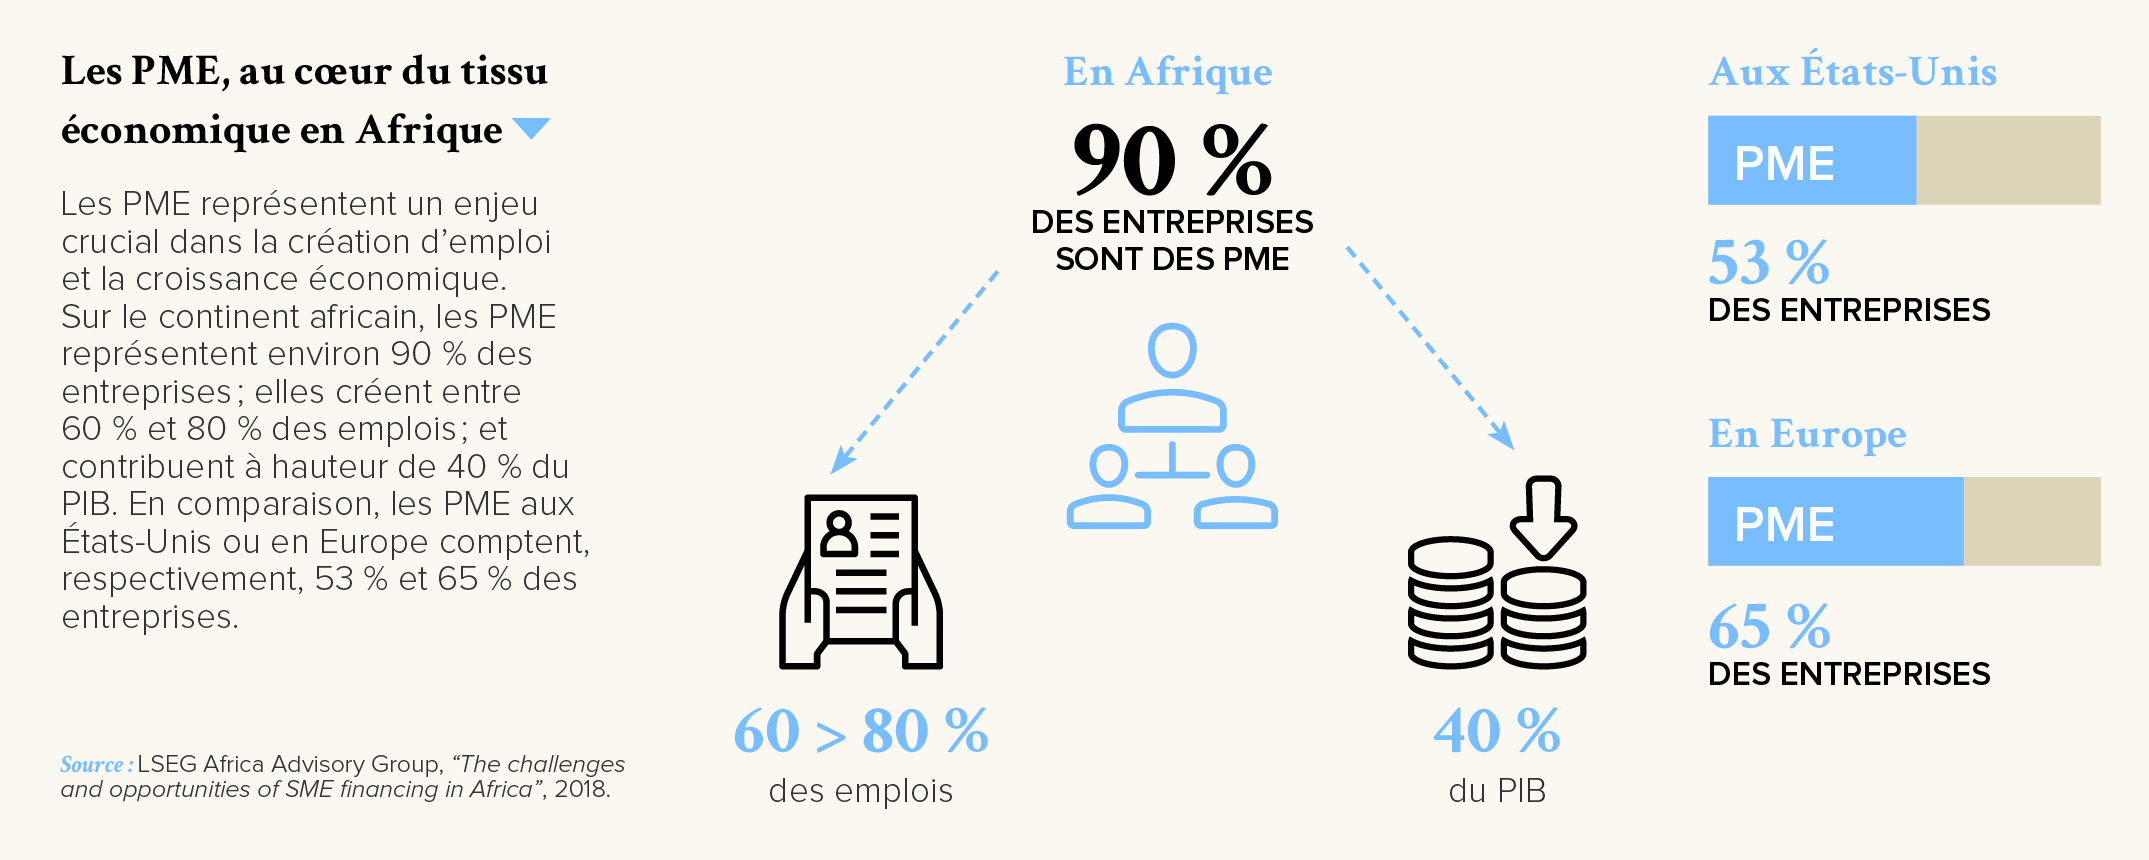 Les PME, au cœur du tissu
économique en Afrique
Les PME représentent un enjeu
crucial dans la création d’emploi
et la croissance économique.
Sur le continent africain, les PME
représentent environ 90 % des
entreprises ; elles créent entre
60 % et 80 % des emplois ; et
contribuent à hauteur de 40 % du
PIB. En comparaison, les PME aux
États-Unis ou en Europe comptent,
respectivement, 53 % et 65 % des
entreprises.
Source : LSEG Africa Advisory Group, “The challenges
and opportunities of SME financing in Africa”, 2018.
En Afrique
90 %
DES ENTREPRISES
SONT DES PME
60 > 80 %
des emplois
40 %
du PIB
Aux États-Unis
PME
53 %
DES ENTREPRISES
En Europe
PME
65 %
DES ENTREPRISES